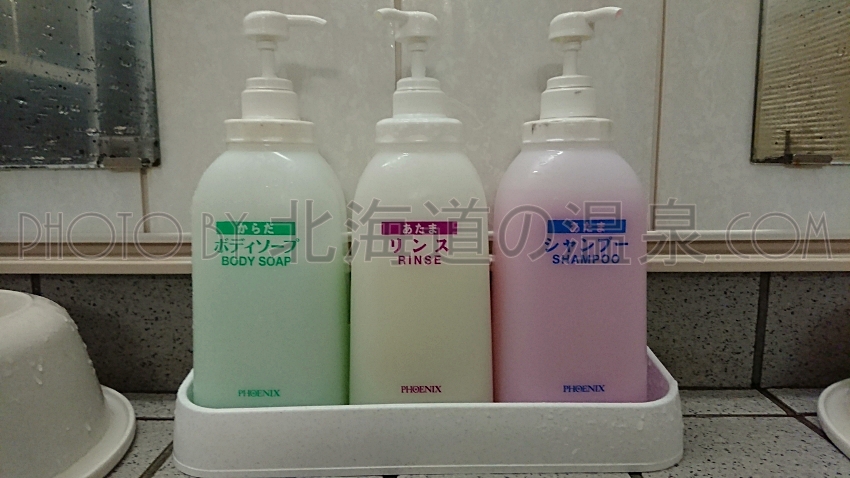 からだ
ボディソープ
BODY SOAP
PHOENIX
あたま
リンス
RINSE
PHOENIX
あたま
シャンプー
SHAMPOO
PHOENIX
PHOTO BY 北海道の温泉.COM